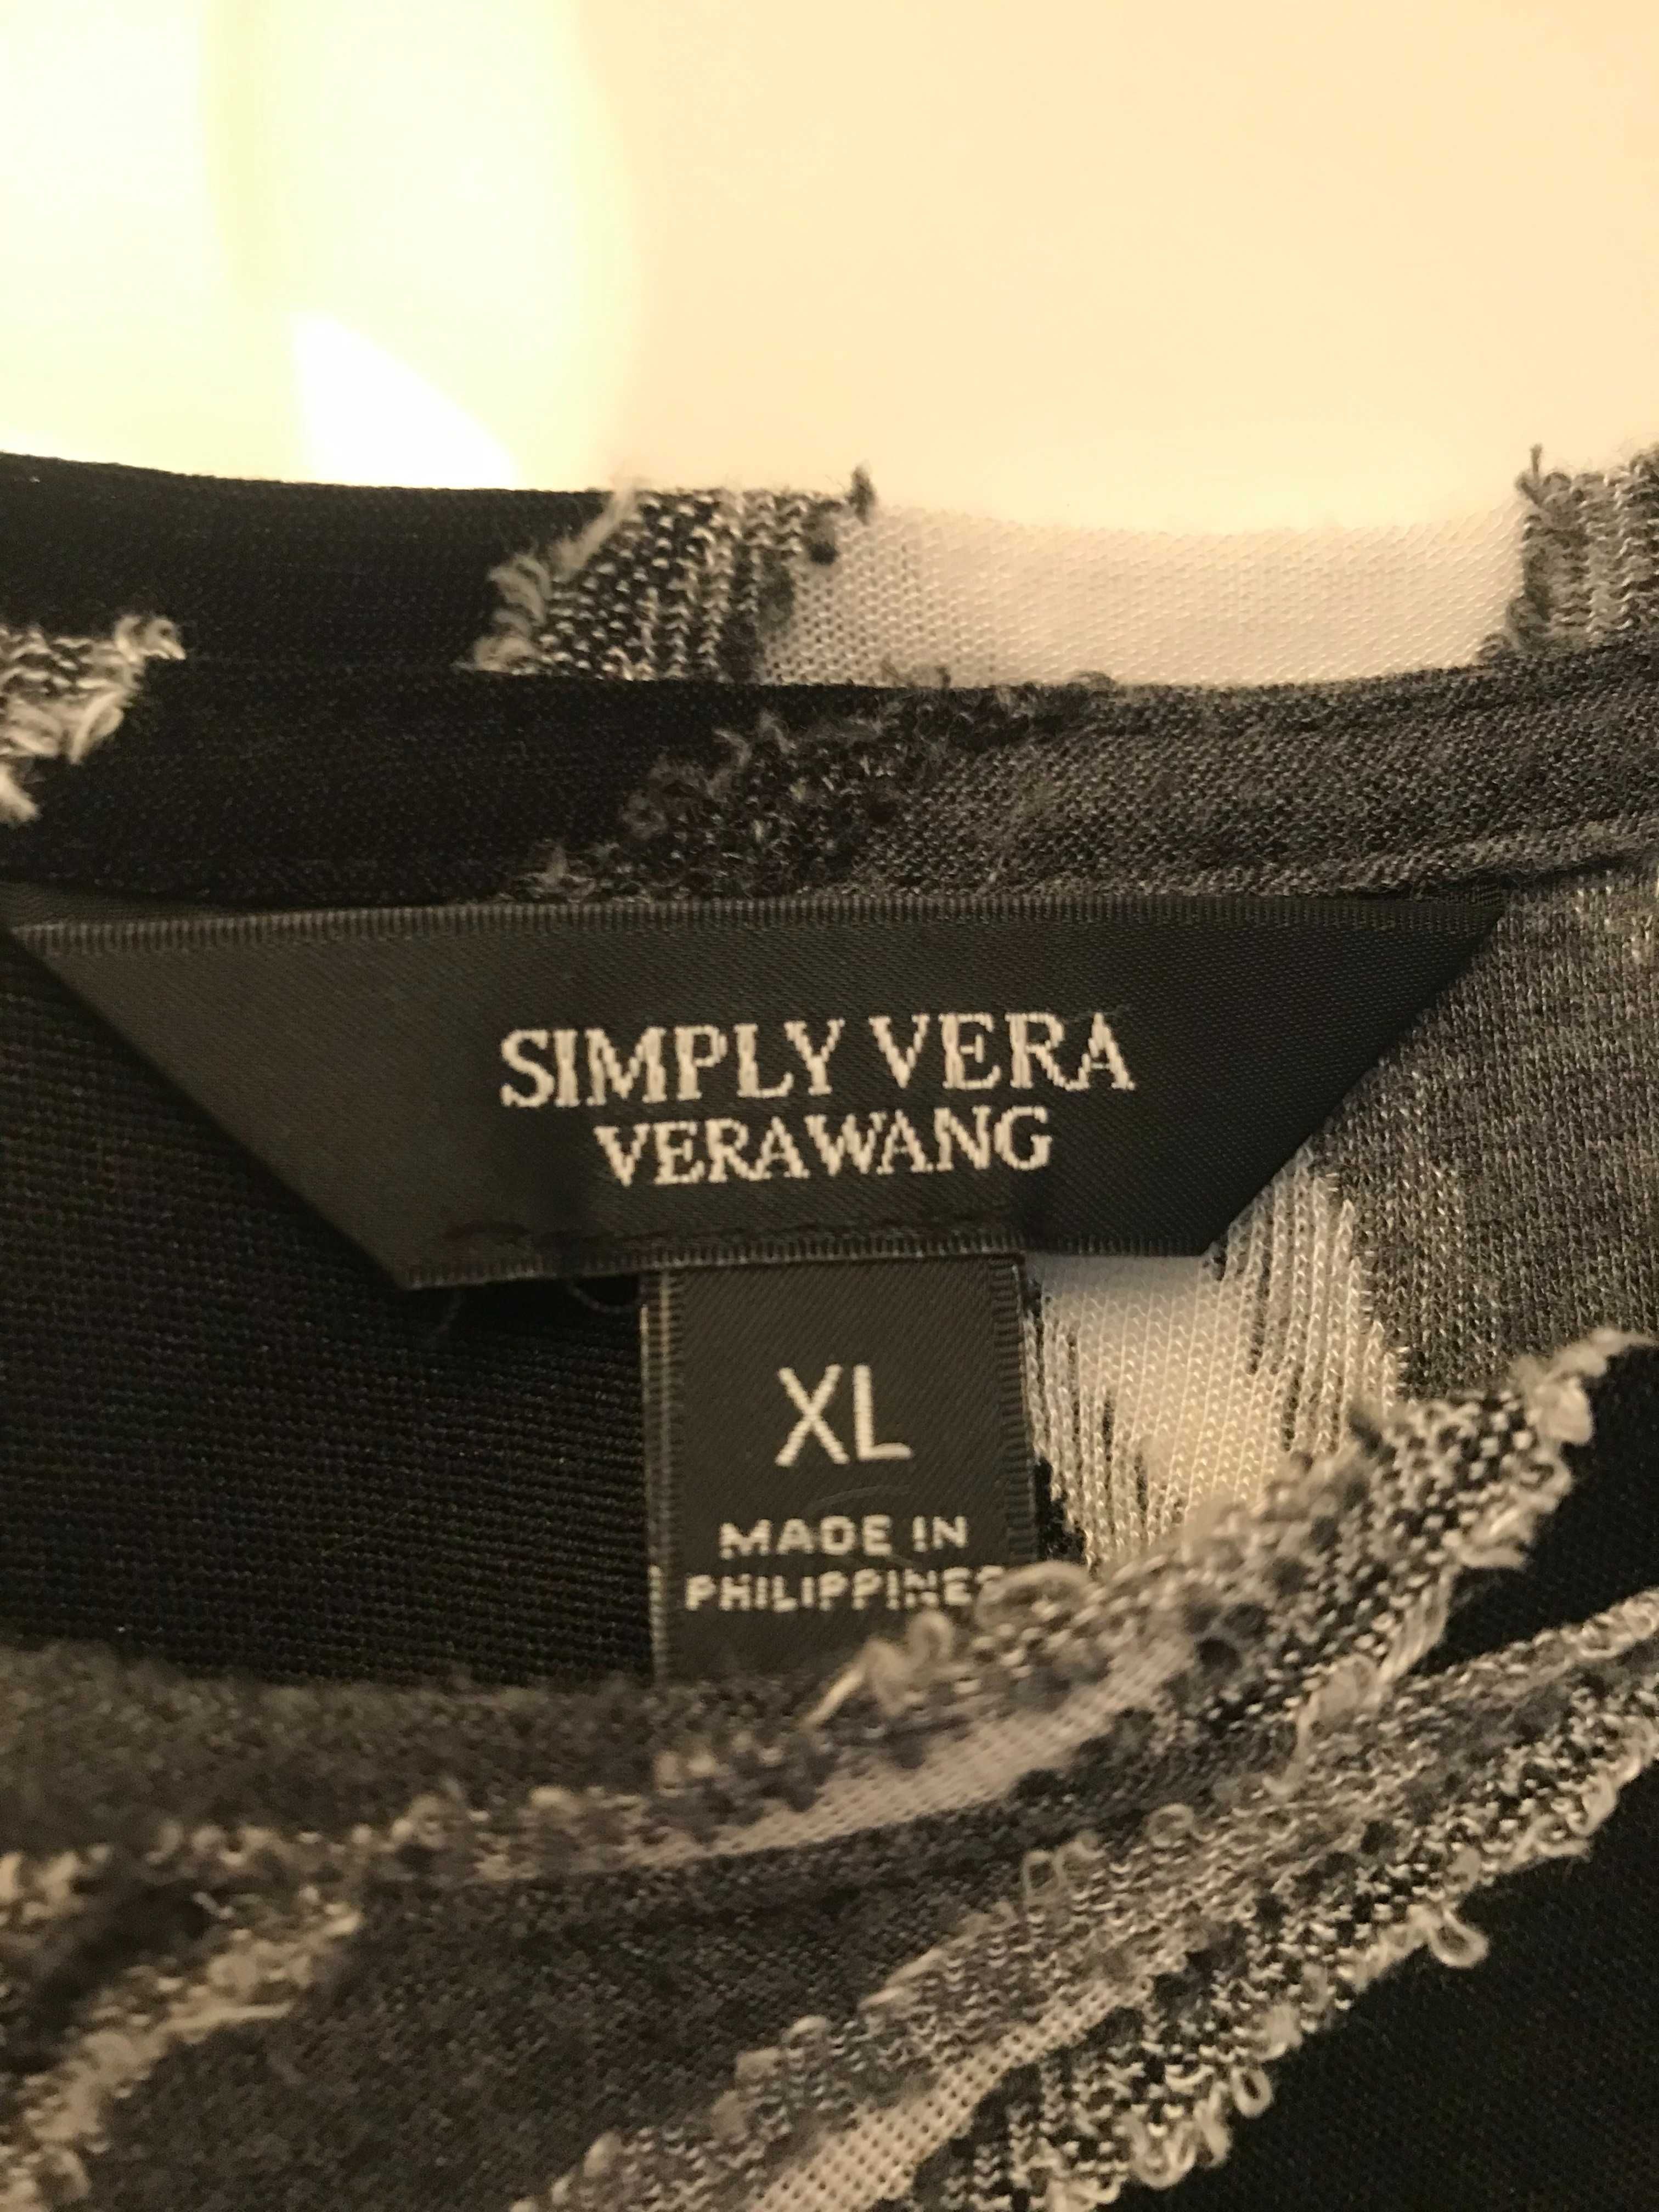 SIMPLY VERA
VERAWANG
XL
MADE IN
PHILIPPINES